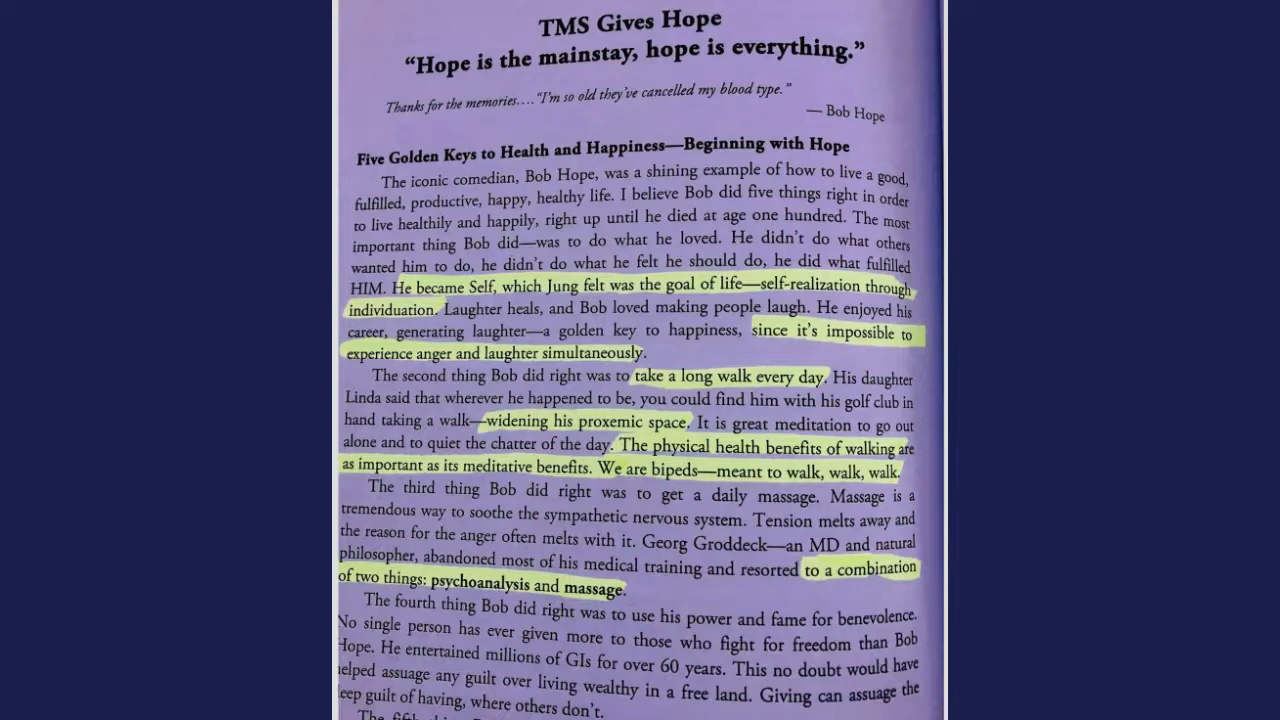 TMS Gives Hope
“Hope is the mainstay, hope is everything.”
Thanks for the memories.…“I’m so old they’ve cancelled my blood type.”
— Bob Hope
Five Golden Keys to Health and Happiness—Beginning with Hope
The iconic comedian, Bob Hope, was a shining example of how to live a good,
fulfilled, productive, happy, healthy life. I believe Bob did five things right in order
to live healthily and happily, right up until he died at age one hundred. The most
important thing Bob did—was to do what he loved. He didn’t do what others
wanted him to do, he didn’t do what he felt he should do, he did what fulfilled
HIM. He became Self, which Jung felt was the goal of life—self-realization through
individuation. Laughter heals, and Bob loved making people laugh. He enjoyed his
career, generating laughter—a golden key to happiness, since it’s impossible to
experience anger and laughter simultaneously.
The second thing Bob did right was to take a long walk every day. His daughter
Linda said that wherever he happened to be, you could find him with his golf club in
hand taking a walk—widening his proxemic space. It is great meditation to go out
alone and to quiet the chatter of the day. The physical health benefits of walking are
as important as its meditative benefits. We are bipeds—meant to walk, walk, walk.
The third thing Bob did right was to get a daily massage. Massage is a
tremendous way to soothe the sympathetic nervous system. Tension melts away and
the reason for the anger often melts with it. Georg Groddeck—an MD and natural
philosopher, abandoned most of his medical training and resorted to a combination
of two things: psychoanalysis and massage.
The fourth thing Bob did right was to use his power and fame for benevolence.
No single person has ever given more to those who fight for freedom than Bob
Hope. He entertained millions of GIs for over 60 years. This no doubt would have
helped assuage any guilt over living wealthy in a free land. Giving can assuage the
deep guilt of having, where others don’t.
The